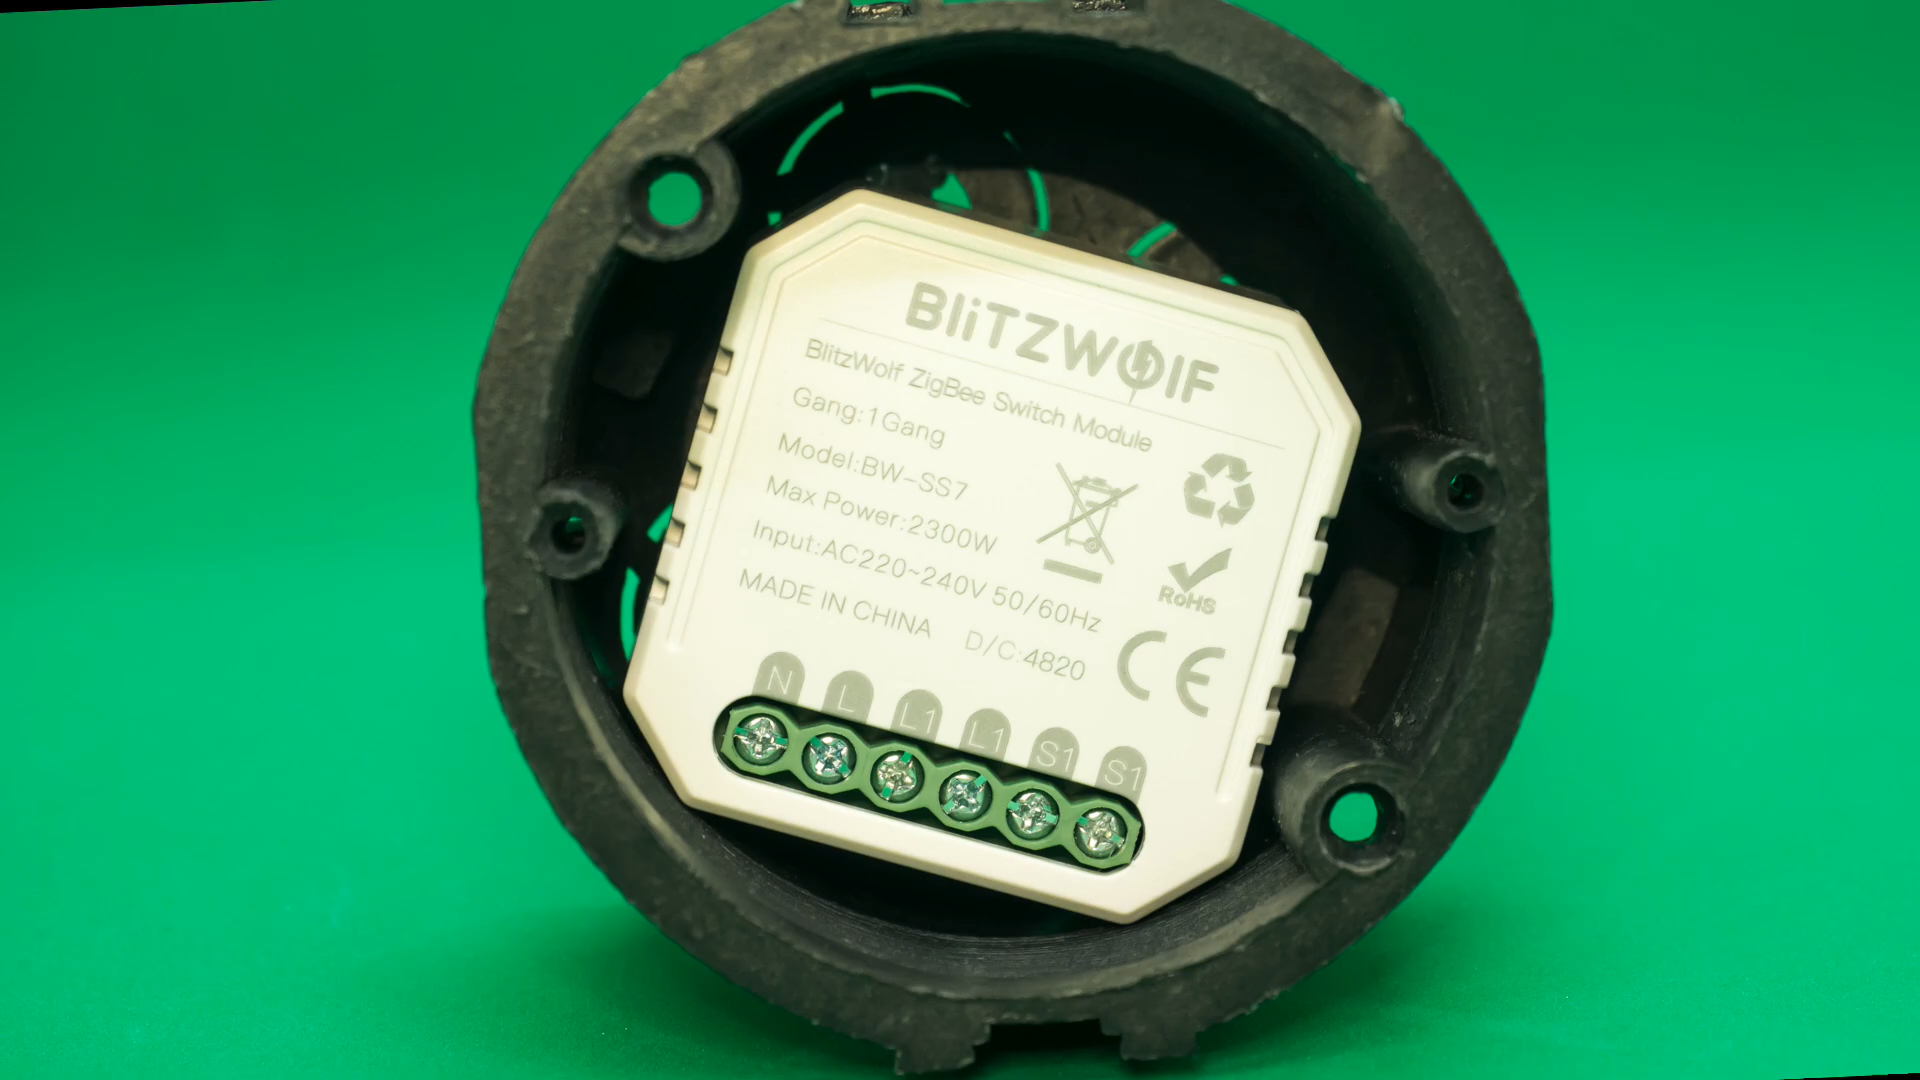 BliTZWOlF
BlitzWolf ZigBee Switch Module
Gang:1Gang
Model:BW-SS7
Max Power:2300W
Input:AC220~240V 50/60Hz
MADE IN CHINA D/C:4820
RoHS
CE
N L L1 L1 S1 S1